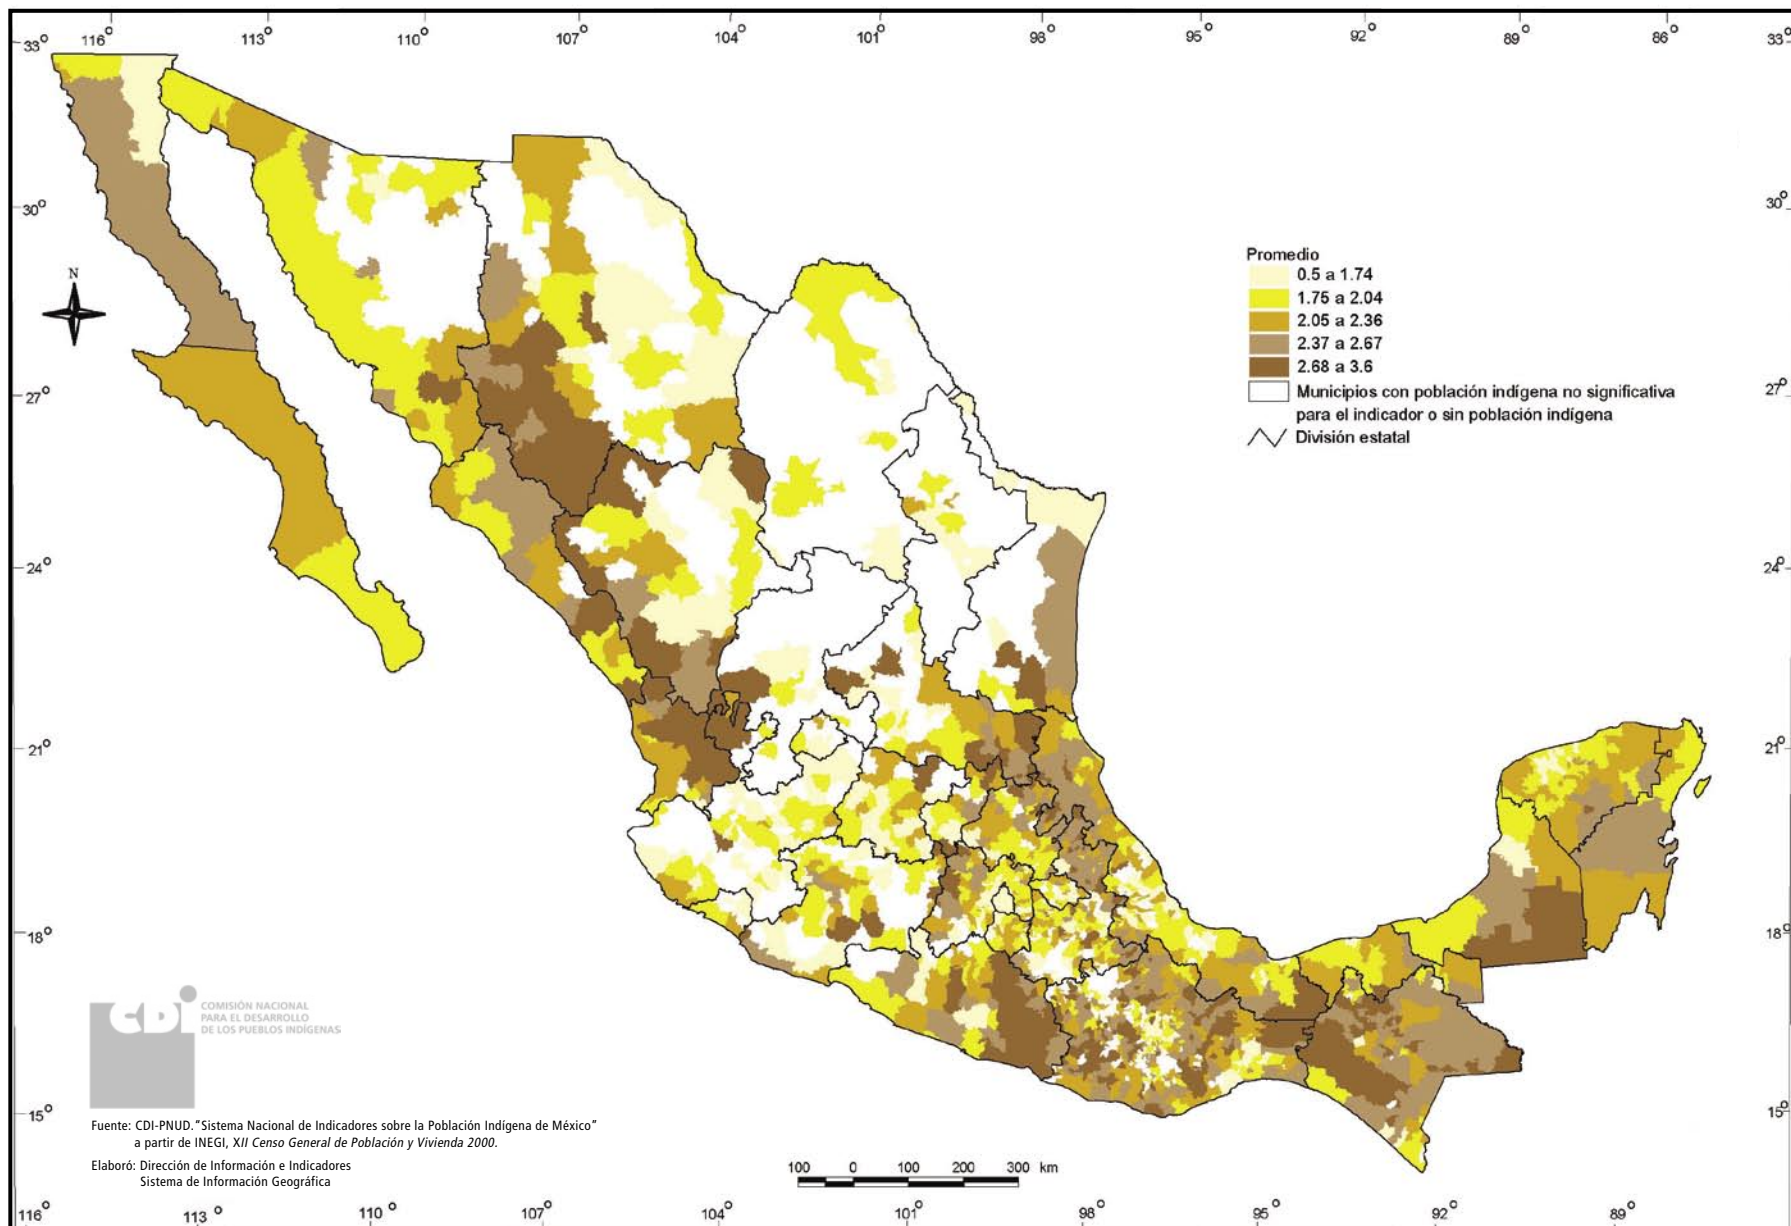 116° 113° 110° 107° 104° 101° 98° 95° 92° 89° 86°
33° 33°
30° 30°
N
Promedio
0.5 a 1.74
1.75 a 2.04
2.05 a 2.36
2.37 a 2.67
2.68 a 3.6
Municipios con población indígena no significativa
para el indicador o sin población indígena
División estatal
27° 27°
24° 24°
21° 21°
18° 18°
CDI
COMISIÓN NACIONAL
PARA EL DESARROLLO
DE LOS PUEBLOS INDÍGENAS
15° 15°
Fuente: CDI-PNUD. "Sistema Nacional de Indicadores sobre la Población Indígena de México"
a partir de INEGI, XII Censo General de Población y Vivienda 2000.
Elaboró: Dirección de Información e Indicadores
Sistema de Información Geográfica
100 0 100 200 300 km
116° 113° 110° 107° 104° 101° 98° 95° 92° 89°